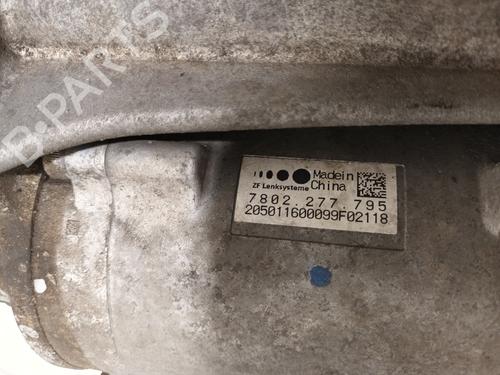 B-PARTS
ZF Lenksysteme
Made in
China
7802 277 795
205011600099F02118